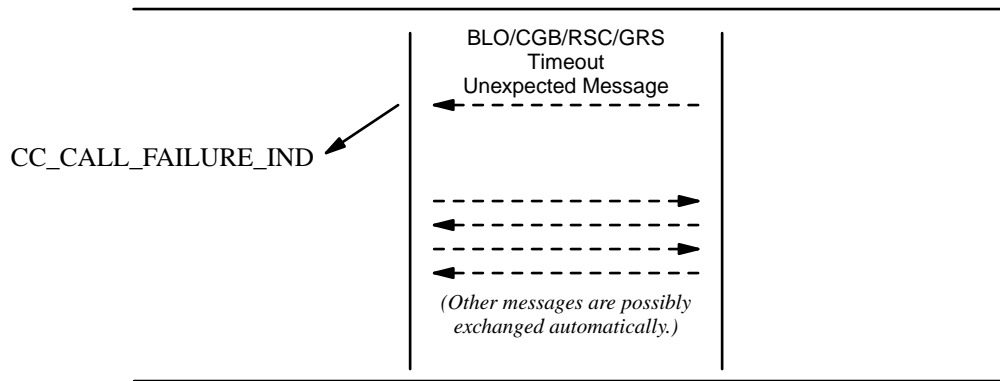 BLO/CGB/RSC/GRS
Timeout
Unexpected Message
CC_CALL_FAILURE_IND
(Other messages are possibly
exchanged automatically.)